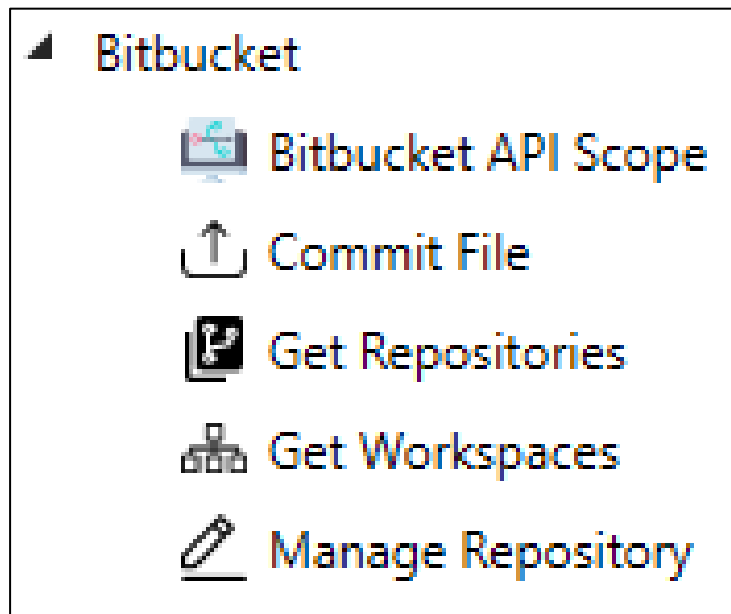 Bitbucket
Bitbucket API Scope
Commit File
Get Repositories
Get Workspaces
Manage Repository